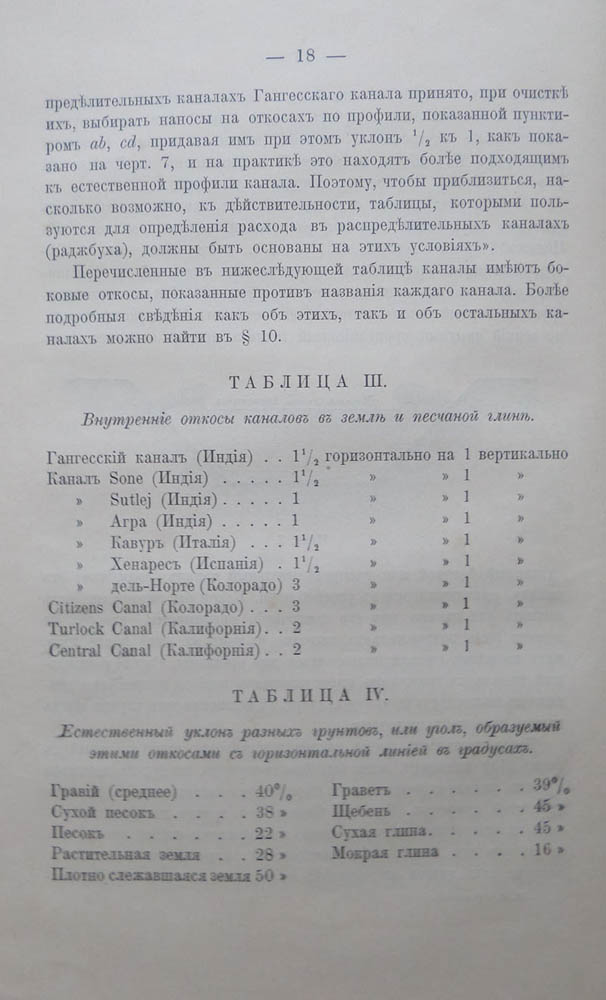 — 18 —
предѣлительныхъ каналахъ Гангесскаго канала принято, при очисткѣ
ихъ, выбирать наносы на откосахъ по профили, показанной пункти-
ромъ ab, cd, придавая имъ при этомъ уклонъ 1/2 къ 1, какъ пока-
зано на черт. 7, и на практикѣ это находятъ болѣе подходящимъ
къ естественной профили канала. Поэтому, чтобы приблизиться, на-
сколько возможно, къ дѣйствительности, таблицы, которыми поль-
зуются для опредѣленія расхода въ распредѣлительныхъ каналахъ
(раджбуха), должны быть основаны на этихъ условіяхъ».
Перечисленные въ нижеслѣдующей таблицѣ каналы имѣютъ бо-
ковые откосы, показанные противъ названія каждаго канала. Болѣе
подробныя свѣдѣнія какъ объ этихъ, такъ и объ остальныхъ ка-
налахъ можно найти въ § 10.
ТАБЛИЦА III.
Внутренніе откосы каналовъ въ землѣ и песчаной глинѣ.
Гангесскій каналъ (Индія) . . 1 1/2 горизонтально на 1 вертикально
Каналъ Sone (Индія) . . . . . 1 1/2 » » 1 »
» Sutlej (Индія) . . . . . 1 » » 1 »
» Агра (Индія) . . . . . 1 » » 1 »
» Кавуръ (Италія) . . . 1 1/2 » » 1 »
» Хенаресъ (Испанія) . 1 1/2 » » 1 »
» дель-Норте (Колорадо) 3 » » 1 »
Citizens Canal (Колорадо) . . . 3 » » 1 »
Turlock Canal (Калифорнія) . . 2 » » 1 »
Central Canal (Калифорнія) . . 2 » » 1 »
ТАБЛИЦА IV.
Естественный уклонъ разныхъ грунтовъ, или уголъ, образуемый
этими откосами съ горизонтальной линіей въ градусахъ.
Гравій (среднее) . . . 40% Граветъ . . . . . . 39%
Сухой песокъ . . . . 38 » Щебень . . . . . . 45 »
Песокъ . . . . . . 22 » Сухая глина . . . . . 45 »
Растительная земля . . 28 » Мокрая глина . . . . 16 »
Плотно слежавшаяся земля 50 »